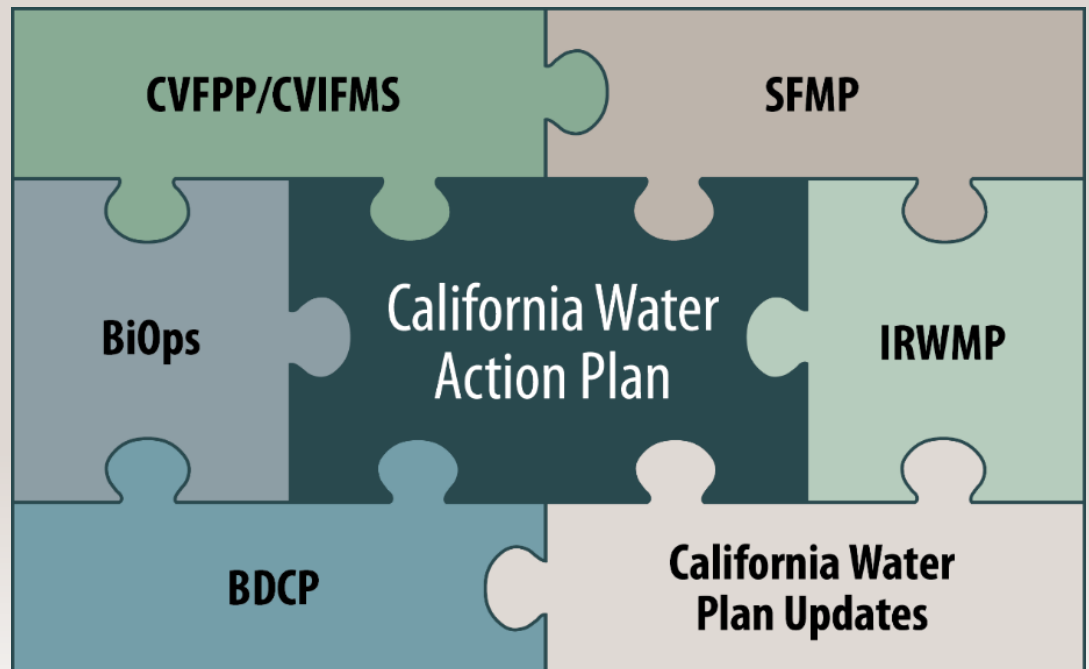 CVFPP/CVIFMS
SFMP
BiOps
California Water
Action Plan
IRWMP
BDCP
California Water
Plan Updates